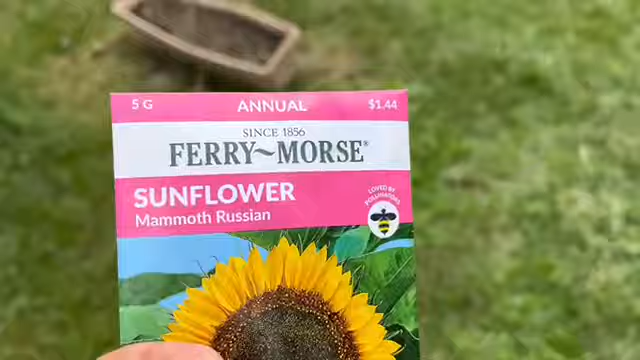 5 G ANNUAL $1.44
SINCE 1856
FERRY~MORSE®
SUNFLOWER
Mammoth Russian
LOVED BY
POLLINATORS